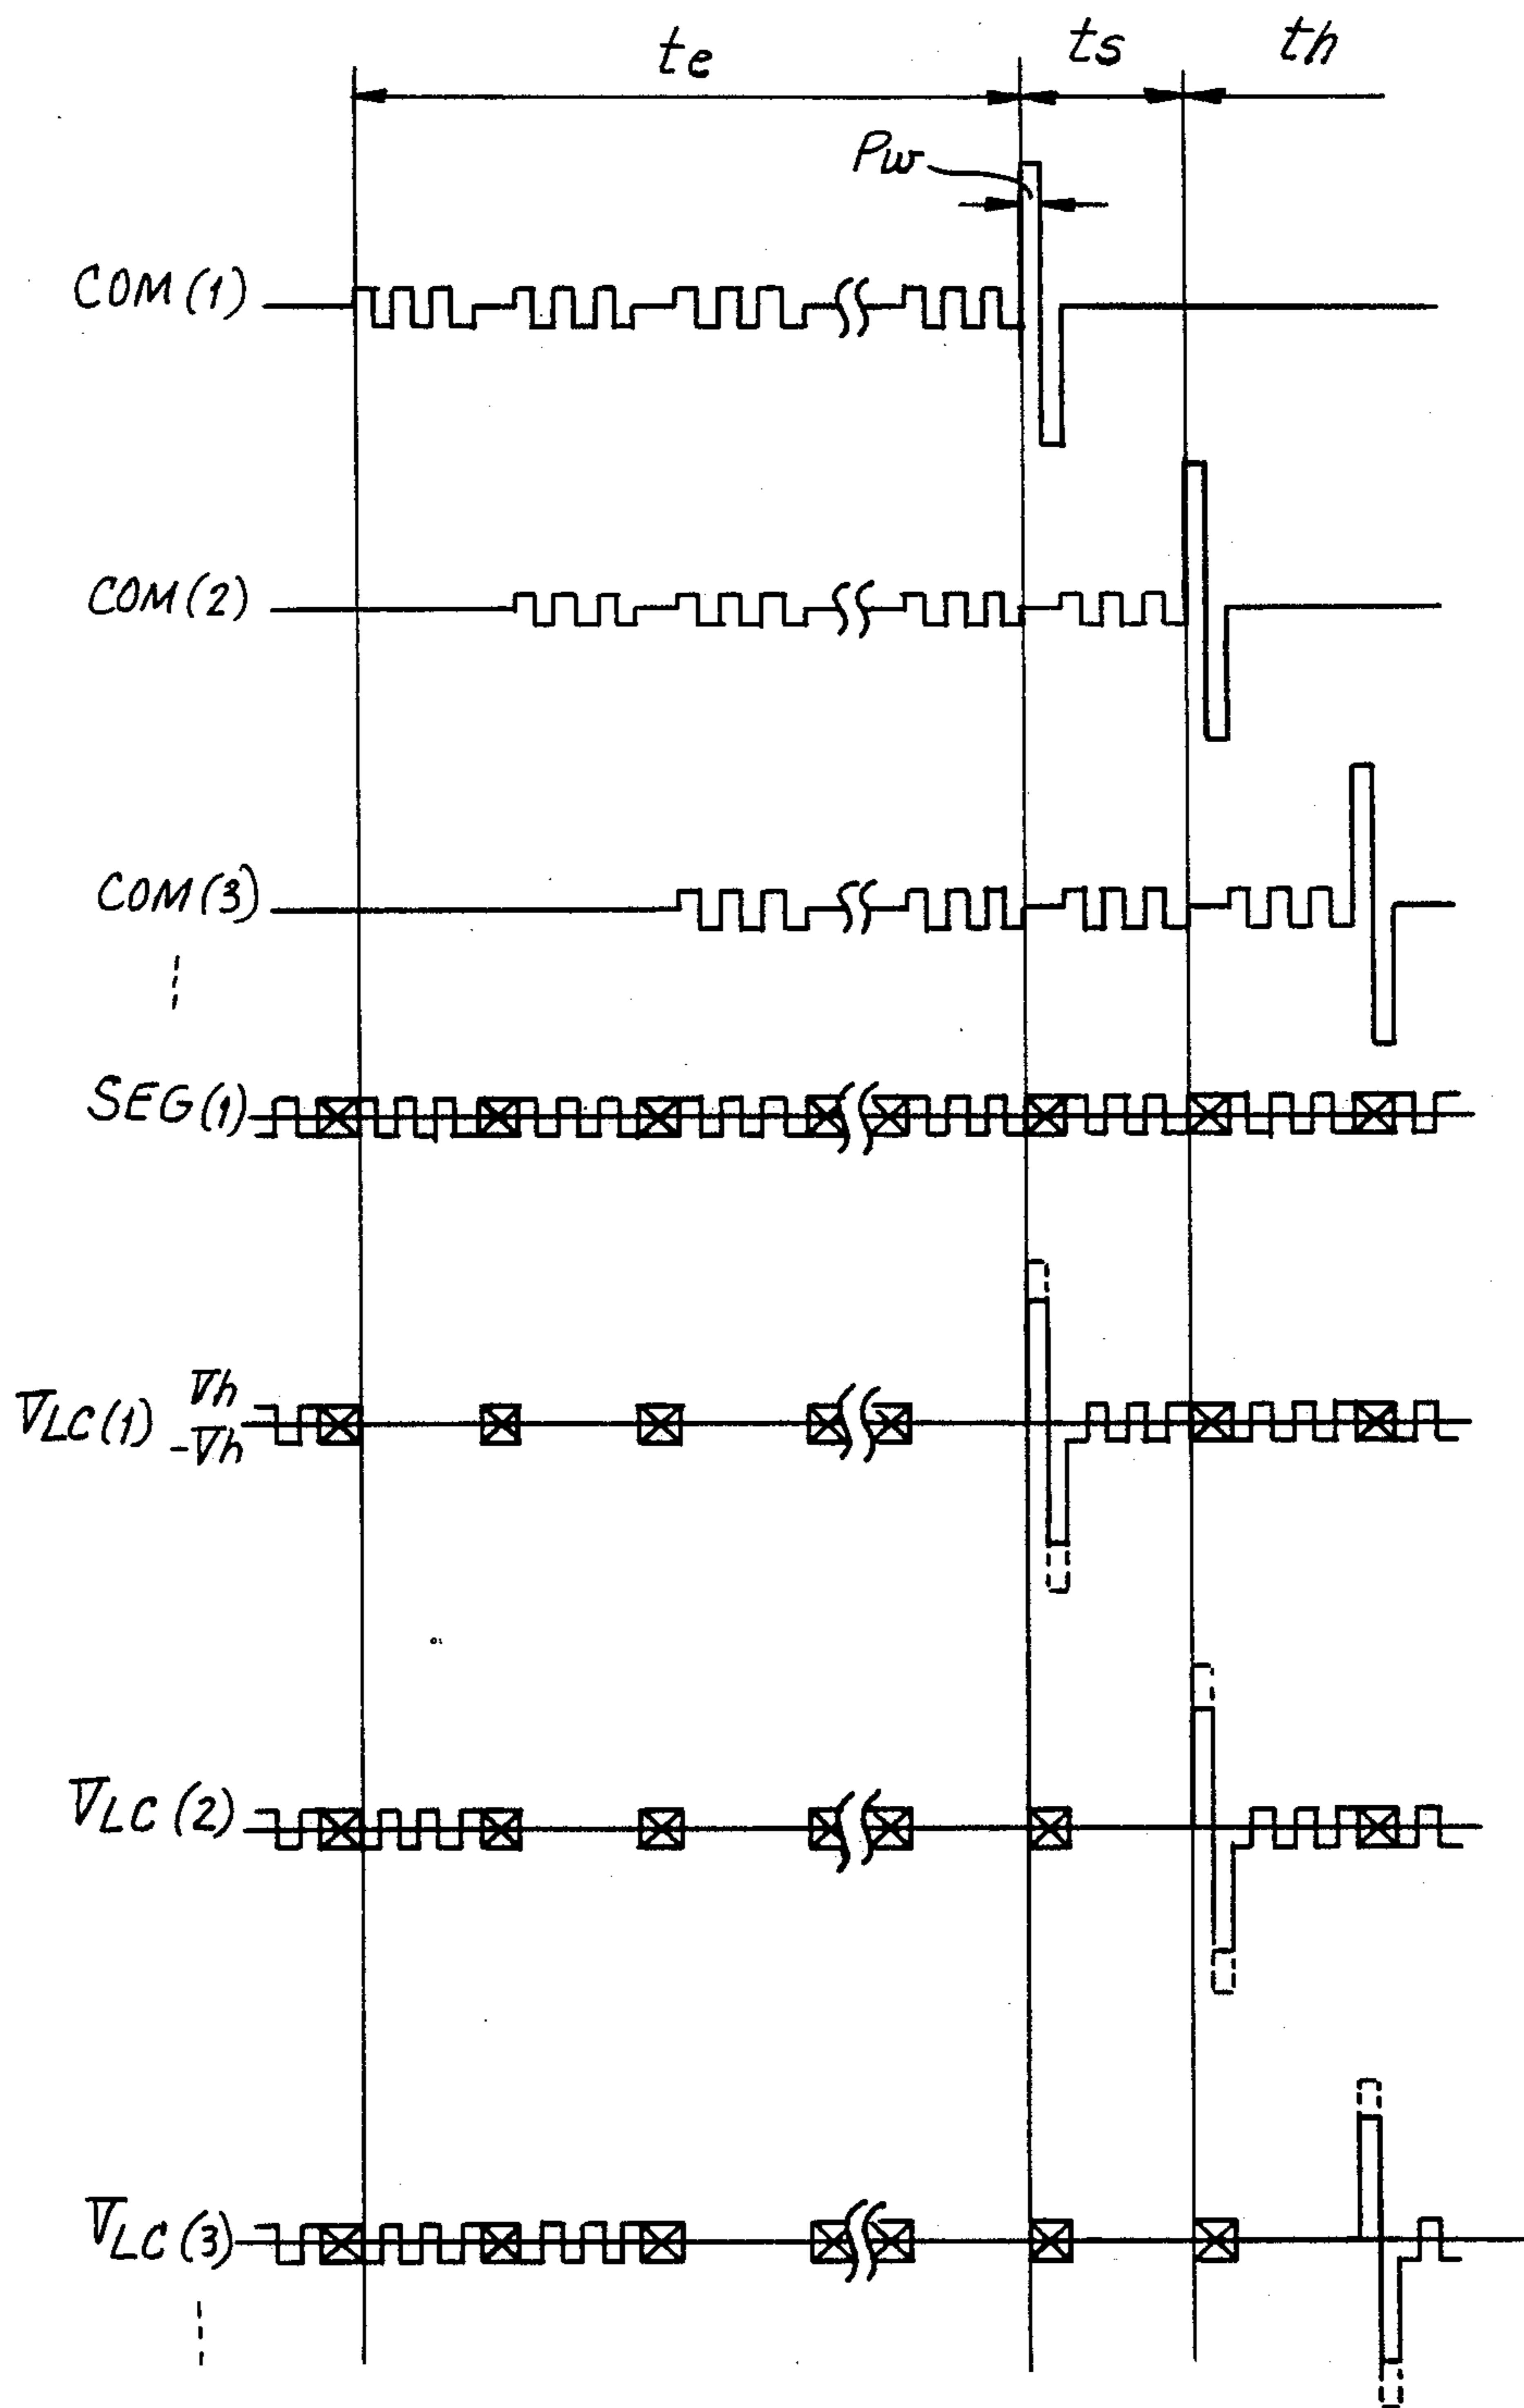 te ts th
Pw
COM(1)
COM(2)
COM(3)
SEG(1)
VLC(1) Vh
-Vh
VLC(2)
VLC(3)